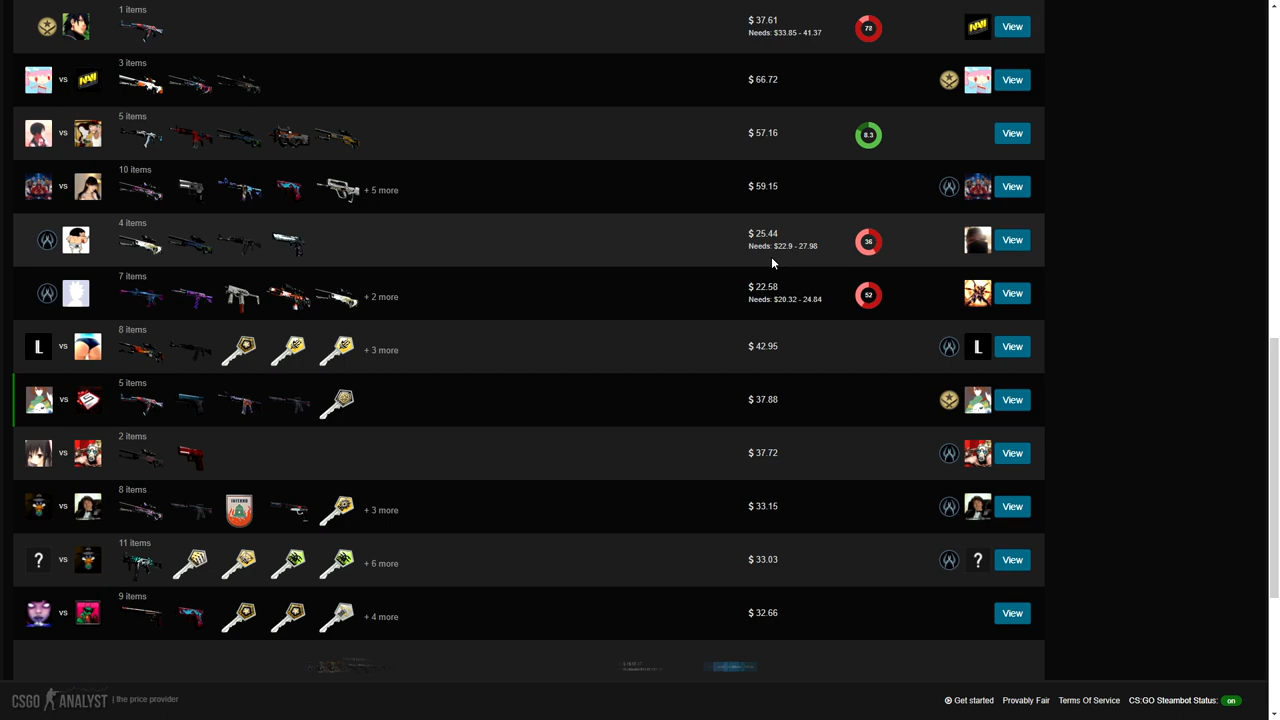 1 items
$ 37.61
Needs: $33.85 - 41.37
78
View
3 items
vs
$ 66.72
View
5 items
vs
$ 57.16
8.3
View
10 items
vs
+ 5 more
$ 59.15
View
4 items
$ 25.44
Needs: $22.9 - 27.98
36
View
7 items
+ 2 more
$ 22.58
Needs: $20.32 - 24.84
52
View
8 items
L vs
+ 3 more
$ 42.95
L
View
5 items
vs
$ 37.88
View
2 items
vs
$ 37.72
View
8 items
vs
INFERNO
+ 3 more
$ 33.15
View
11 items
? vs
+ 6 more
$ 33.03
?
View
9 items
vs
+ 4 more
$ 32.66
View
CSGO ANALYST | the price provider
Get started Provably Fair Terms Of Service CS:GO Steambot Status: on